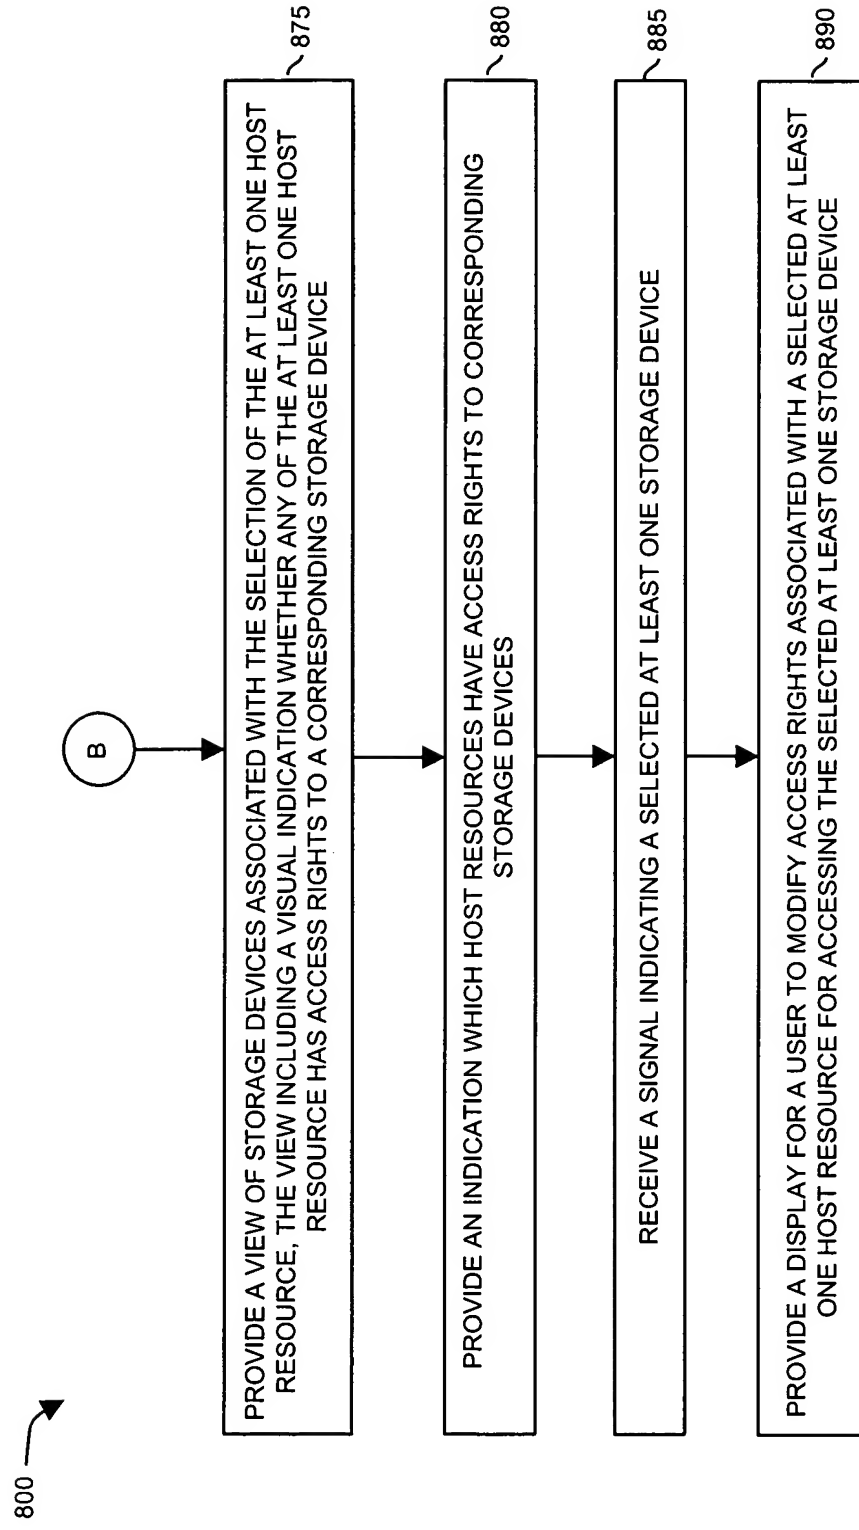 800
B
PROVIDE A VIEW OF STORAGE DEVICES ASSOCIATED WITH THE SELECTION OF THE AT LEAST ONE HOST
RESOURCE, THE VIEW INCLUDING A VISUAL INDICATION WHETHER ANY OF THE AT LEAST ONE HOST
RESOURCE HAS ACCESS RIGHTS TO A CORRESPONDING STORAGE DEVICE
875
PROVIDE AN INDICATION WHICH HOST RESOURCES HAVE ACCESS RIGHTS TO CORRESPONDING
STORAGE DEVICES
880
RECEIVE A SIGNAL INDICATING A SELECTED AT LEAST ONE STORAGE DEVICE
885
PROVIDE A DISPLAY FOR A USER TO MODIFY ACCESS RIGHTS ASSOCIATED WITH A SELECTED AT LEAST
ONE HOST RESOURCE FOR ACCESSING THE SELECTED AT LEAST ONE STORAGE DEVICE
890